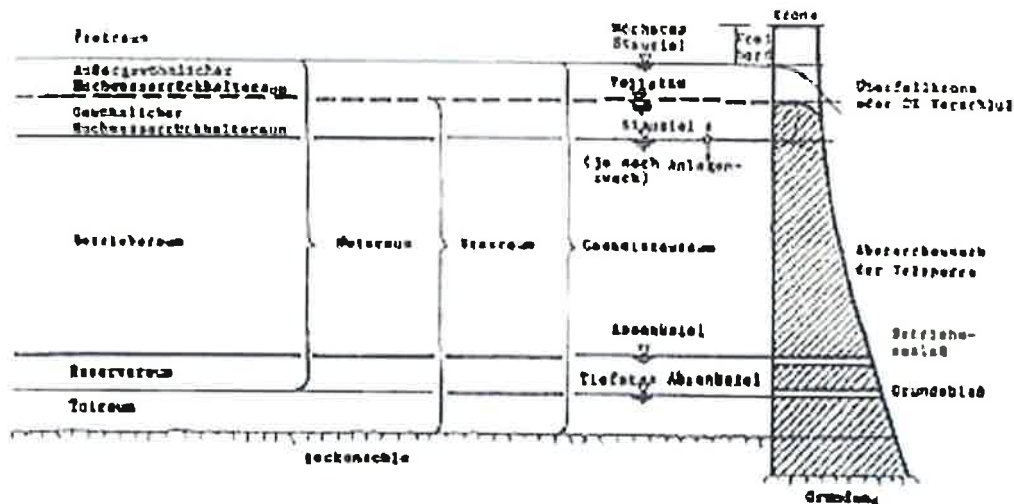 Krone
Freiraum
Höchstes
Stauziel
Frei
bord
Außergewöhnlicher
Hochwasserrückhalteraum
Vollstau
Überfallkrone
oder OK Verschluß
Gewöhnlicher
Hochwasserrückhalteraum
Stauziel
(je nach Anlagen-
zweck)
Betriebsraum
Nutzraum
Stauraum
Gesamtstauraum
Absperrbauwerk
der Talsperre
Absenkziel
Betriebs-
auslaß
Reserveraum
Tiefstes Absenkziel
Grundablaß
Totraum
Beckensohle
Gründung